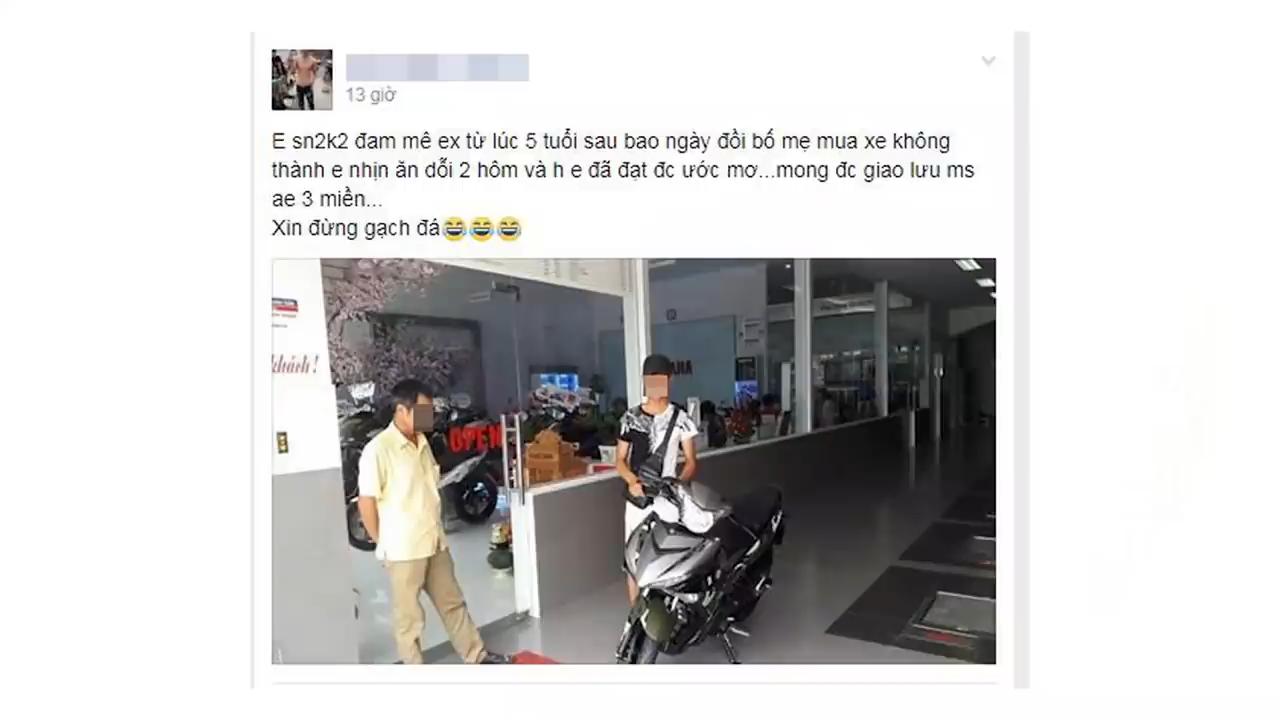 13 giờ
E sn2k2 đam mê ex từ lúc 5 tuổi sau bao ngày đồi bố mẹ mua xe không
thành e nhịn ăn dỗi 2 hôm và h e đã đạt đc ước mơ...mong đc giao lưu ms
ae 3 miền...
Xin đừng gạch đá😂😂😂
khách!
OPEN